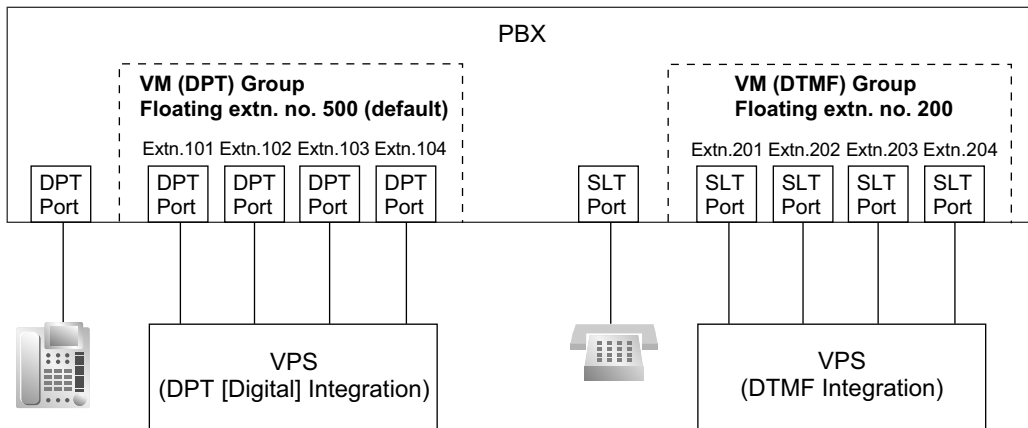 PBX
VM (DPT) Group
Floating extn. no. 500 (default)
VM (DTMF) Group
Floating extn. no. 200
Extn.101 Extn.102 Extn.103 Extn.104
Extn.201 Extn.202 Extn.203 Extn.204
DPT
Port
DPT
Port
DPT
Port
DPT
Port
DPT
Port
SLT
Port
SLT
Port
SLT
Port
SLT
Port
SLT
Port
VPS
(DPT [Digital] Integration)
VPS
(DTMF Integration)